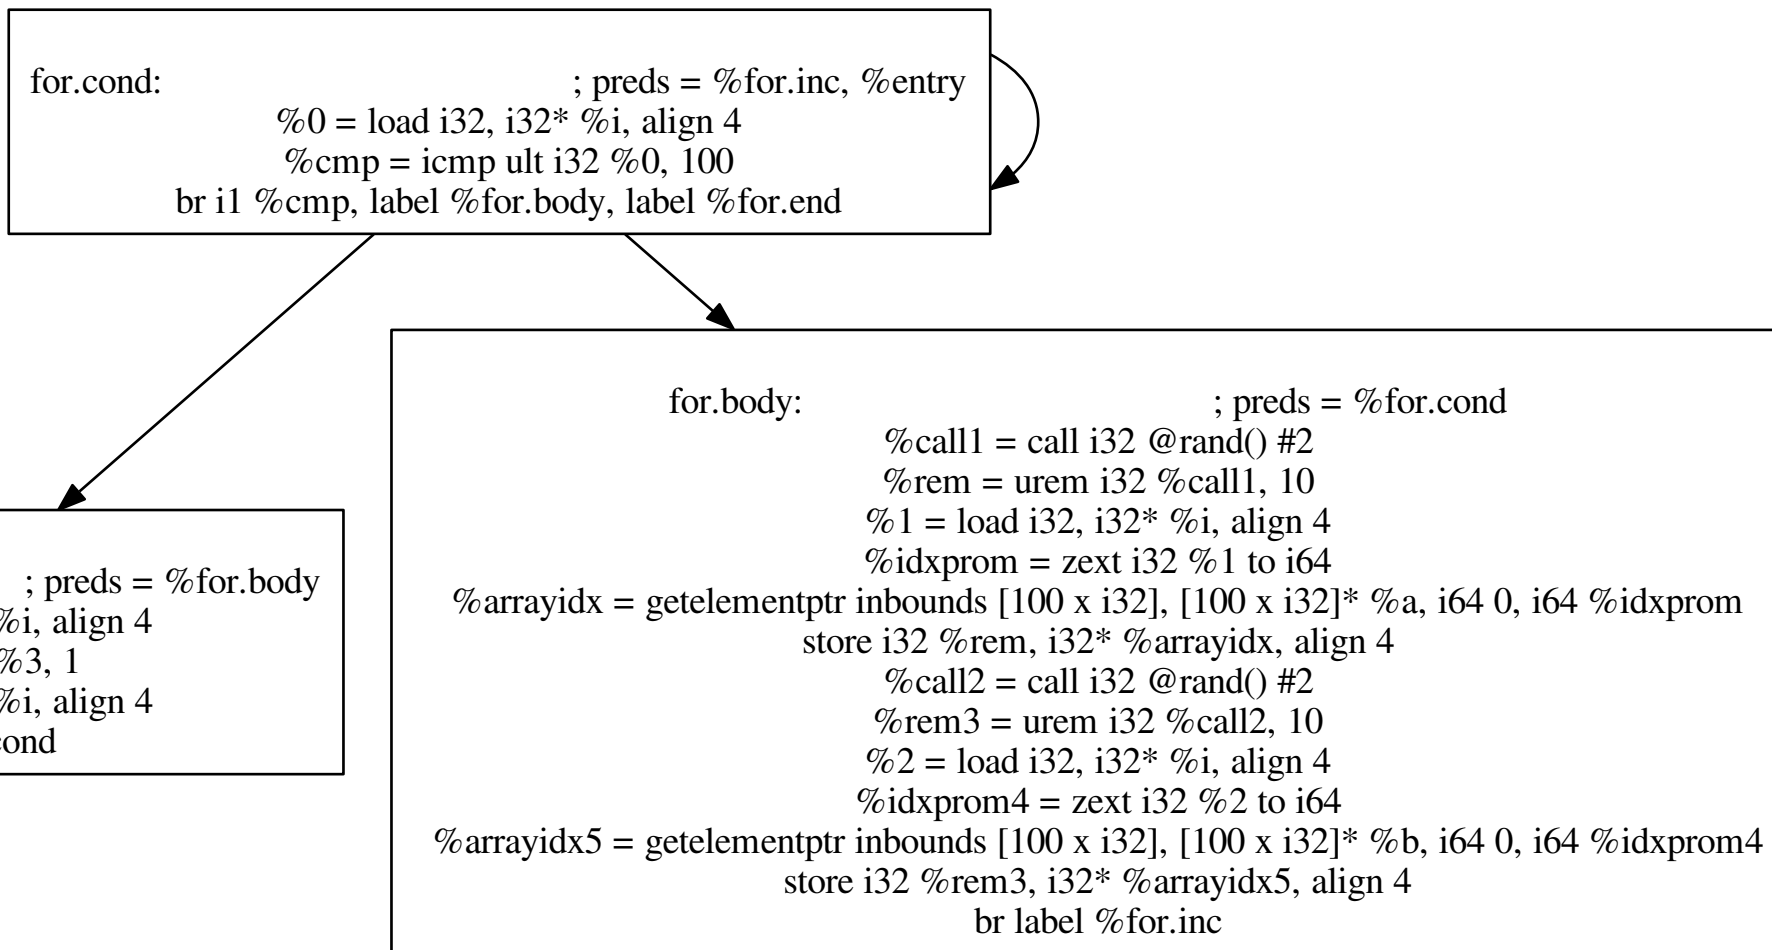 for.cond: ; preds = %for.inc, %entry
%0 = load i32, i32* %i, align 4
%cmp = icmp ult i32 %0, 100
br i1 %cmp, label %for.body, label %for.end
; preds = %for.body
%i, align 4
%3, 1
%i, align 4
cond
for.body: ; preds = %for.cond
%call1 = call i32 @rand() #2
%rem = urem i32 %call1, 10
%1 = load i32, i32* %i, align 4
%idxprom = zext i32 %1 to i64
%arrayidx = getelementptr inbounds [100 x i32], [100 x i32]* %a, i64 0, i64 %idxprom
store i32 %rem, i32* %arrayidx, align 4
%call2 = call i32 @rand() #2
%rem3 = urem i32 %call2, 10
%2 = load i32, i32* %i, align 4
%idxprom4 = zext i32 %2 to i64
%arrayidx5 = getelementptr inbounds [100 x i32], [100 x i32]* %b, i64 0, i64 %idxprom4
store i32 %rem3, i32* %arrayidx5, align 4
br label %for.inc